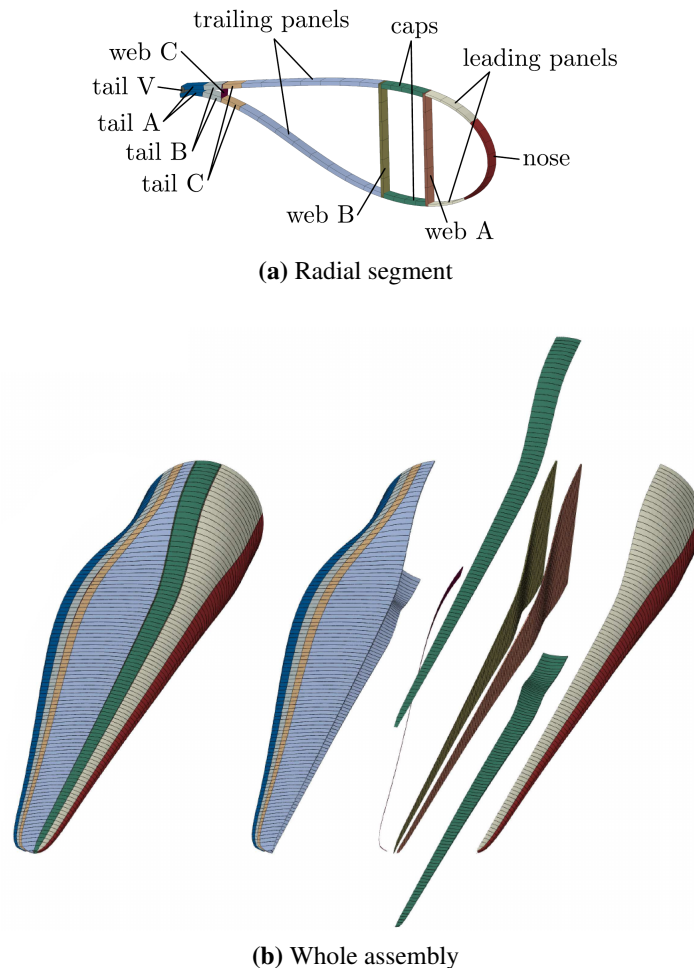 trailing panels
caps
web C
leading panels
tail V
tail A
tail B
nose
tail C
web B
web A
(a) Radial segment
(b) Whole assembly